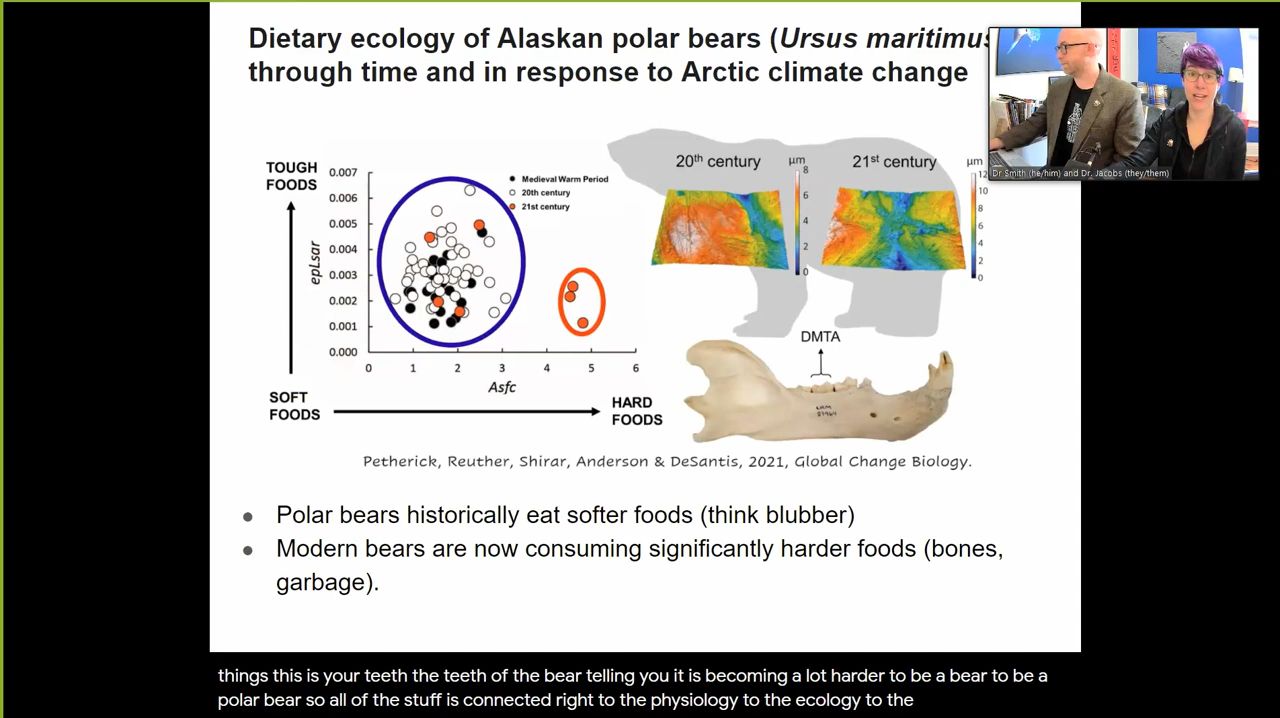 Dietary ecology of Alaskan polar bears (Ursus maritimus
through time and in response to Arctic climate change
Dr Smith (he/him) and Dr. Jacobs (they/them)
TOUGH
FOODS
0.007
0.006
0.005
0.004
0.003
0.002
0.001
0.000
epLsar
Medieval Warm Period
20th century
21st century
0 1 2 3 4 5 6
Asfc
SOFT
FOODS
HARD
FOODS
20th century
μm
8
6
4
2
0
21st century
μm
12
10
8
6
4
2
0
DMTA
Petherick, Reuther, Shirar, Anderson & DeSantis, 2021, Global Change Biology.
● Polar bears historically eat softer foods (think blubber)
● Modern bears are now consuming significantly harder foods (bones,
garbage).
things this is your teeth the teeth of the bear telling you it is becoming a lot harder to be a bear to be a
polar bear so all of the stuff is connected right to the physiology to the ecology to the